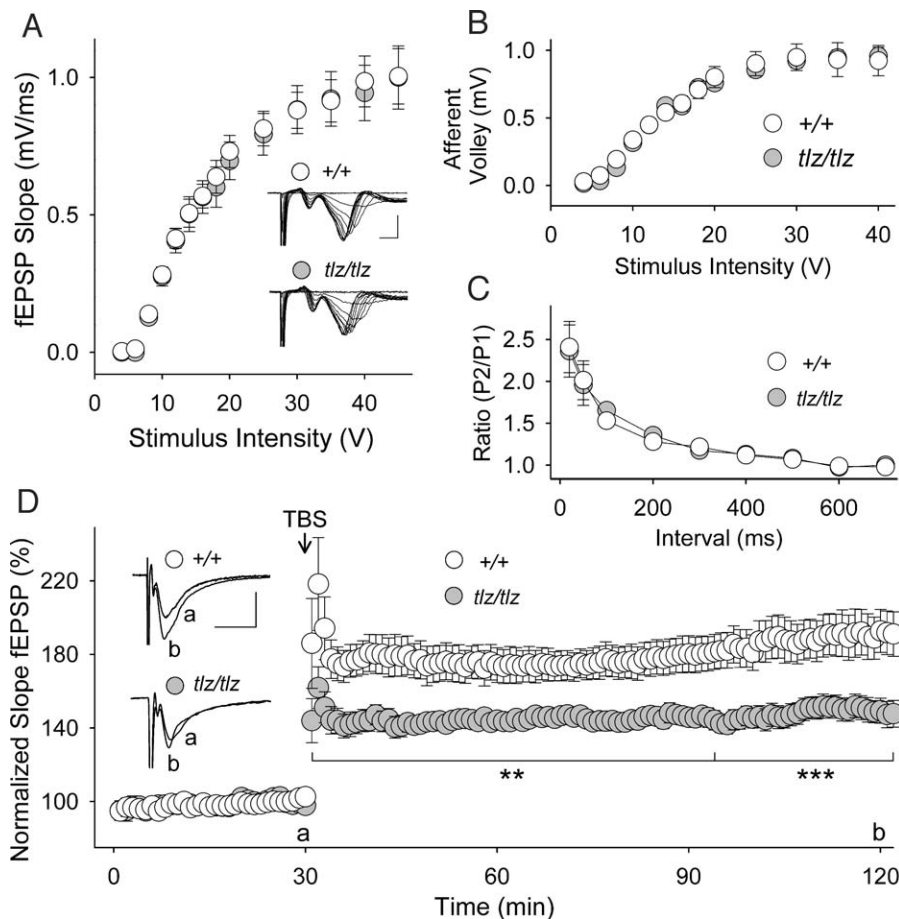 A
fEPSP Slope (mV/ms)
1.0
0.5
0.0
+/+
tlz/tlz
0 10 20 30 40
Stimulus Intensity (V)
B
Afferent
Volley (mV)
1.0
0.5
0.0
+/+
tlz/tlz
0 10 20 30 40
Stimulus Intensity (V)
C
Ratio (P2/P1)
2.5
2.0
1.5
1.0
+/+
tlz/tlz
0 200 400 600
Interval (ms)
D
Normalized Slope fEPSP (%)
220
180
140
100
TBS
+/+
a
b
tlz/tlz
a
b
+/+
tlz/tlz
** ***
a b
0 30 60 90 120
Time (min)